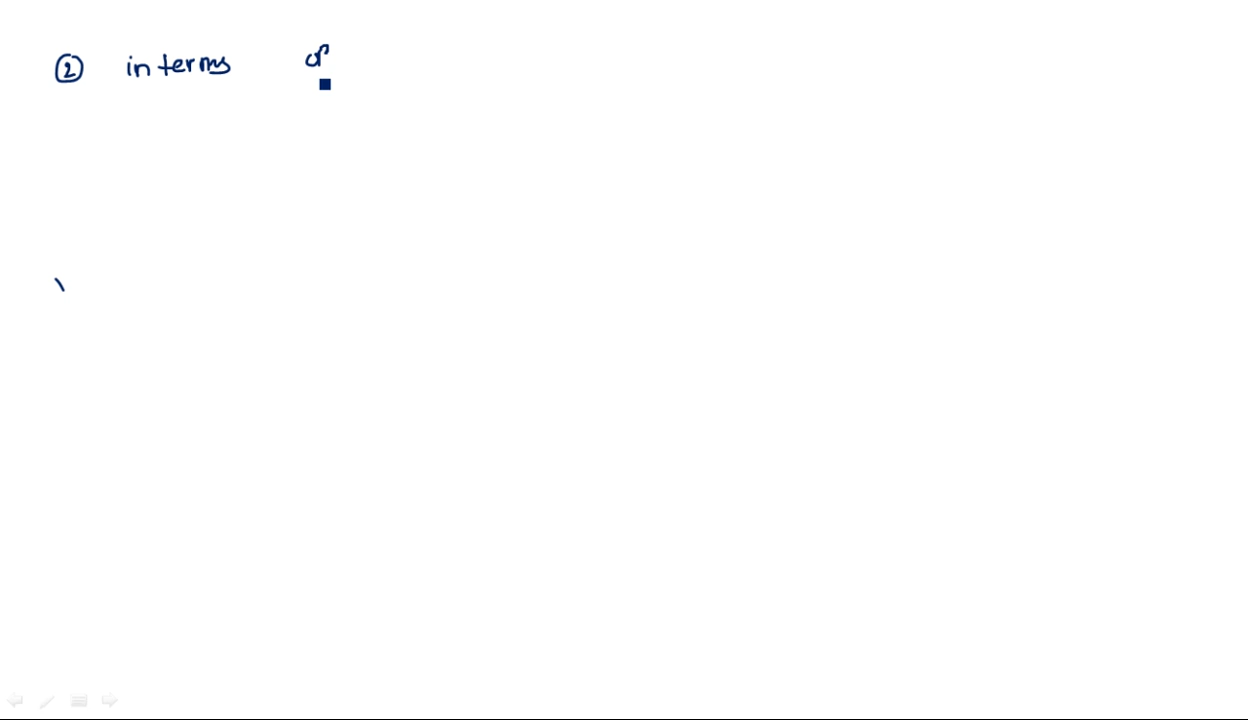 ② in terms of